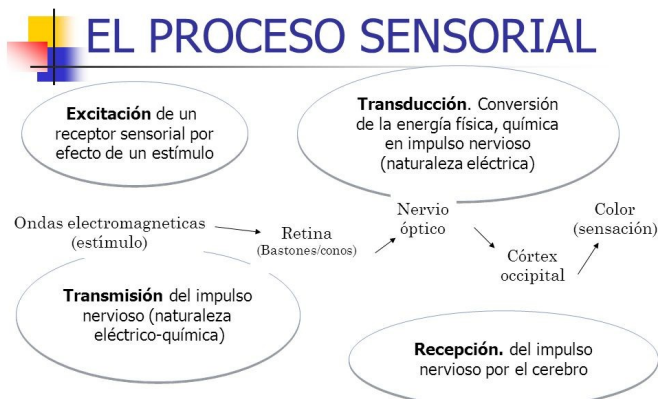 EL PROCESO SENSORIAL
Excitación de un
receptor sensorial por
efecto de un estímulo
Transducción. Conversión
de la energía física, química
en impulso nervioso
(naturaleza eléctrica)
Ondas electromagneticas
(estímulo)
Retina
(Bastones/conos)
Nervio
óptico
Córtex
occipital
Color
(sensación)
Transmisión del impulso
nervioso (naturaleza
eléctrico-química)
Recepción. del impulso
nervioso por el cerebro